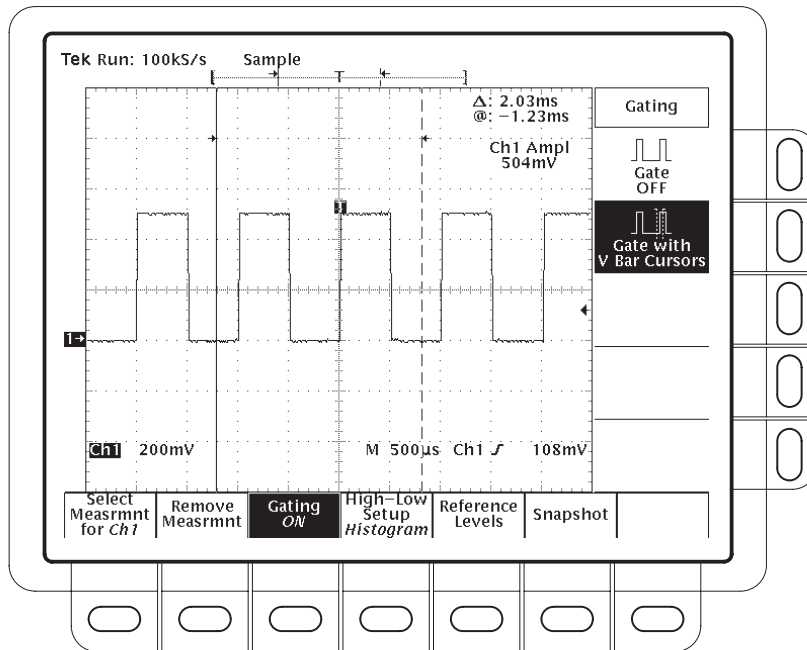 Tek Run: 100kS/s Sample
T
Δ: 2.03ms
@: −1.23ms
Ch1 Ampl
504mV
1→
Ch1 200mV M 500µs Ch1 108mV
Gating
Gate
OFF
Gate with
V Bar Cursors
Select
Measrmnt
for Ch1
Remove
Measrmnt
Gating
ON
High−Low
Setup
Histogram
Reference
Levels
Snapshot